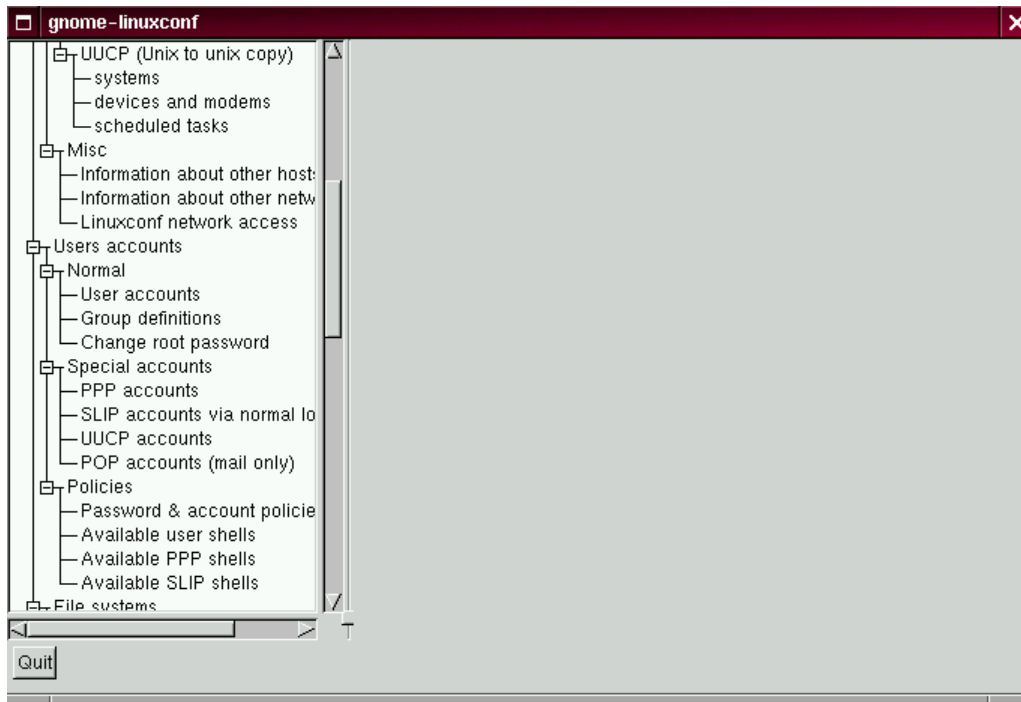 gnome-linuxconf
UUCP (Unix to unix copy)
systems
devices and modems
scheduled tasks
Misc
Information about other host
Information about other netw
Linuxconf network access
Users accounts
Normal
User accounts
Group definitions
Change root password
Special accounts
PPP accounts
SLIP accounts via normal lo
UUCP accounts
POP accounts (mail only)
Policies
Password & account policie
Available user shells
Available PPP shells
Available SLIP shells
File systems
Quit